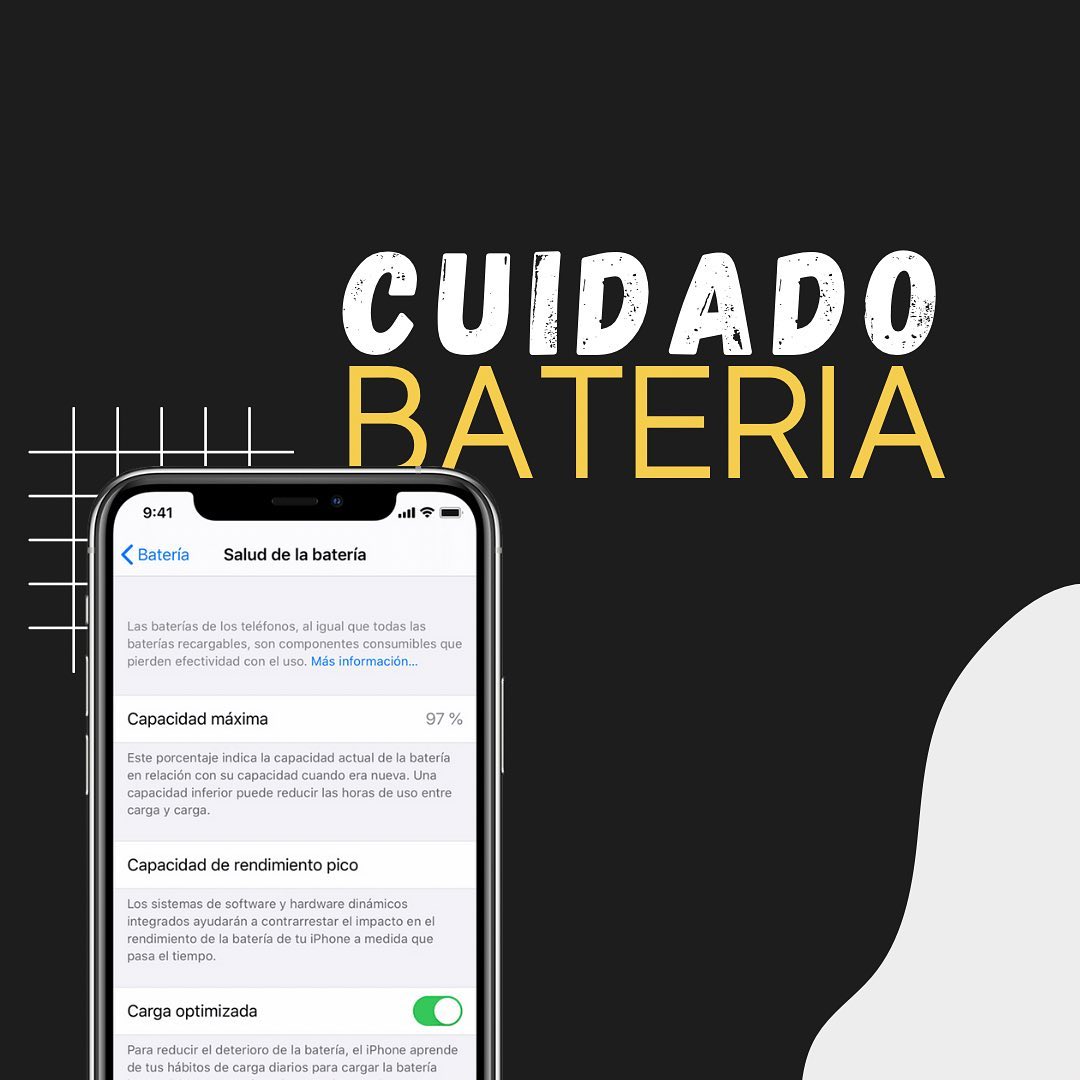 CUIDADO
BATERIA
9:41
Batería Salud de la batería
Las baterías de los teléfonos, al igual que todas las
baterías recargables, son componentes consumibles que
pierden efectividad con el uso. Más información...
Capacidad máxima 97 %
Este porcentaje indica la capacidad actual de la batería
en relación con su capacidad cuando era nueva. Una
capacidad inferior puede reducir las horas de uso entre
carga y carga.
Capacidad de rendimiento pico
Los sistemas de software y hardware dinámicos
integrados ayudarán a contrarrestar el impacto en el
rendimiento de la batería de tu iPhone a medida que
pasa el tiempo.
Carga optimizada
Para reducir el deterioro de la batería, el iPhone aprende
de tus hábitos de carga diarios para cargar la batería